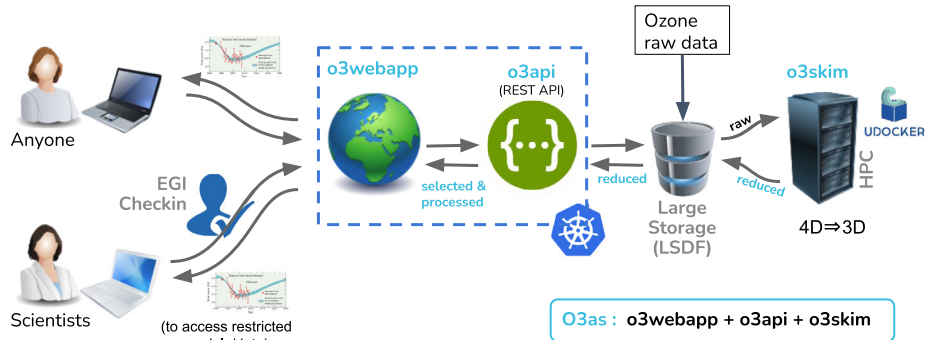 Ozone
raw data
o3webapp
o3api
(REST API)
o3skim
{···}
raw
UDOCKER
Anyone
EGI
Checkin
selected &
processed
reduced
reduced
HPC
Large
Storage
(LSDF)
4D⇒3D
Scientists
(to access restricted
O3as : o3webapp + o3api + o3skim